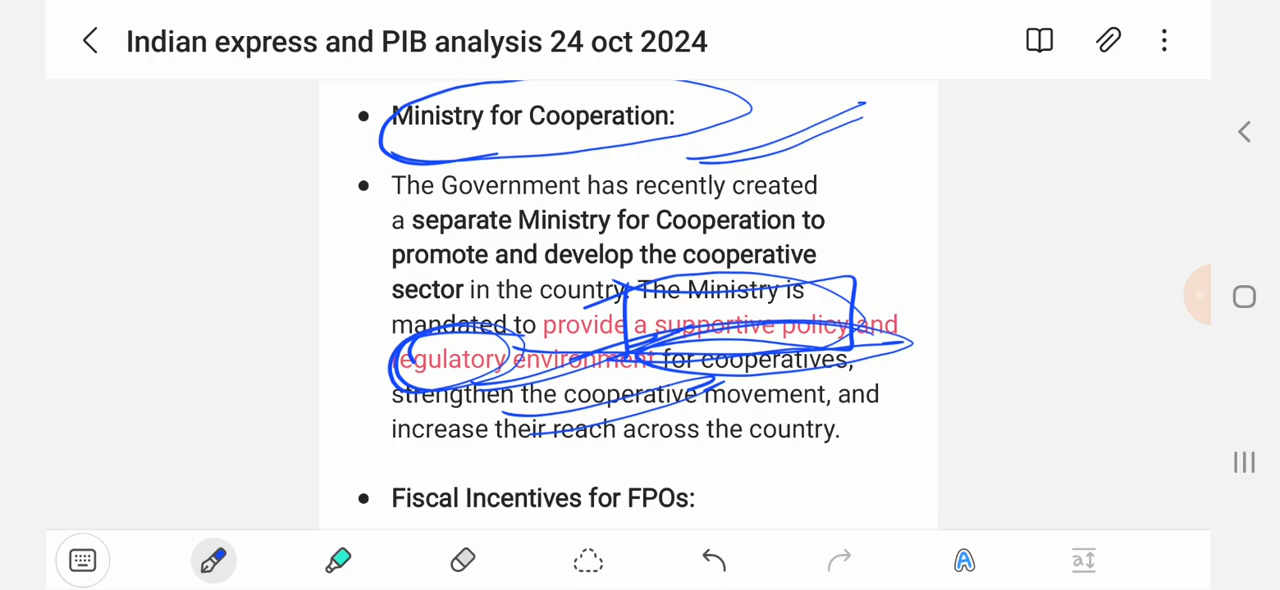 Indian express and PIB analysis 24 oct 2024
Ministry for Cooperation:
The Government has recently created
a separate Ministry for Cooperation to
promote and develop the cooperative
sector in the country. The Ministry is
mandated to provide a supportive policy and
regulatory environment for cooperatives,
strengthen the cooperative movement, and
increase their reach across the country.
Fiscal Incentives for FPOs: